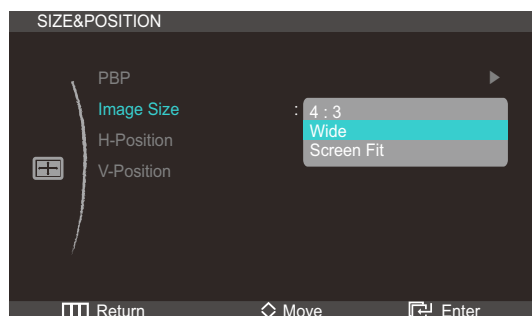 SIZE&POSITION
PBP
Image Size : 4 : 3
Wide
Screen Fit
H-Position
V-Position
Return Move Enter